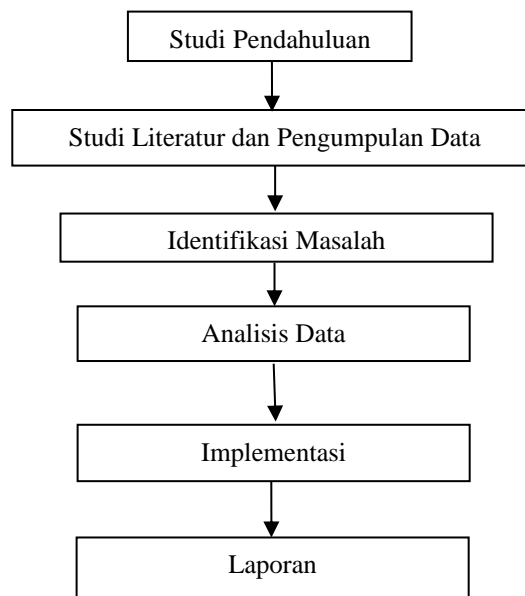 Studi Pendahuluan
Studi Literatur dan Pengumpulan Data
Identifikasi Masalah
Analisis Data
Implementasi
Laporan